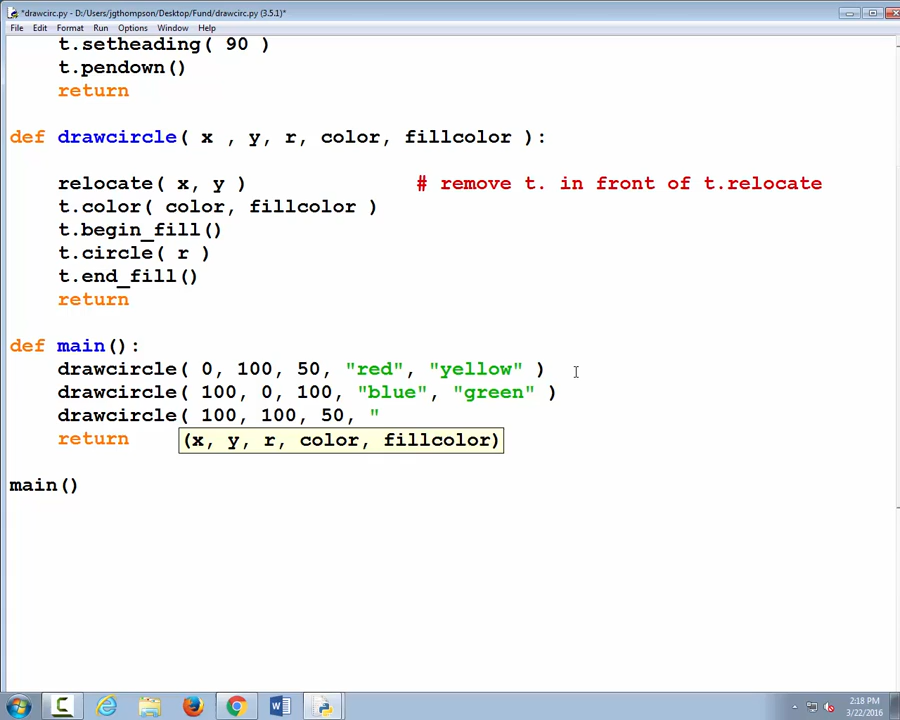 *drawcirc.py - D:/Users/jgthompson/Desktop/Fund/drawcirc.py (3.5.1)*
File Edit Format Run Options Window Help
t.setheading( 90 )
t.pendown()
return
def drawcircle( x , y, r, color, fillcolor ):
relocate( x, y ) # remove t. in front of t.relocate
t.color( color, fillcolor )
t.begin_fill()
t.circle( r )
t.end_fill()
return
def main():
drawcircle( 0, 100, 50, "red", "yellow" )
drawcircle( 100, 0, 100, "blue", "green" )
drawcircle( 100, 100, 50, "
return (x, y, r, color, fillcolor)
main()
2:18 PM
3/22/2016